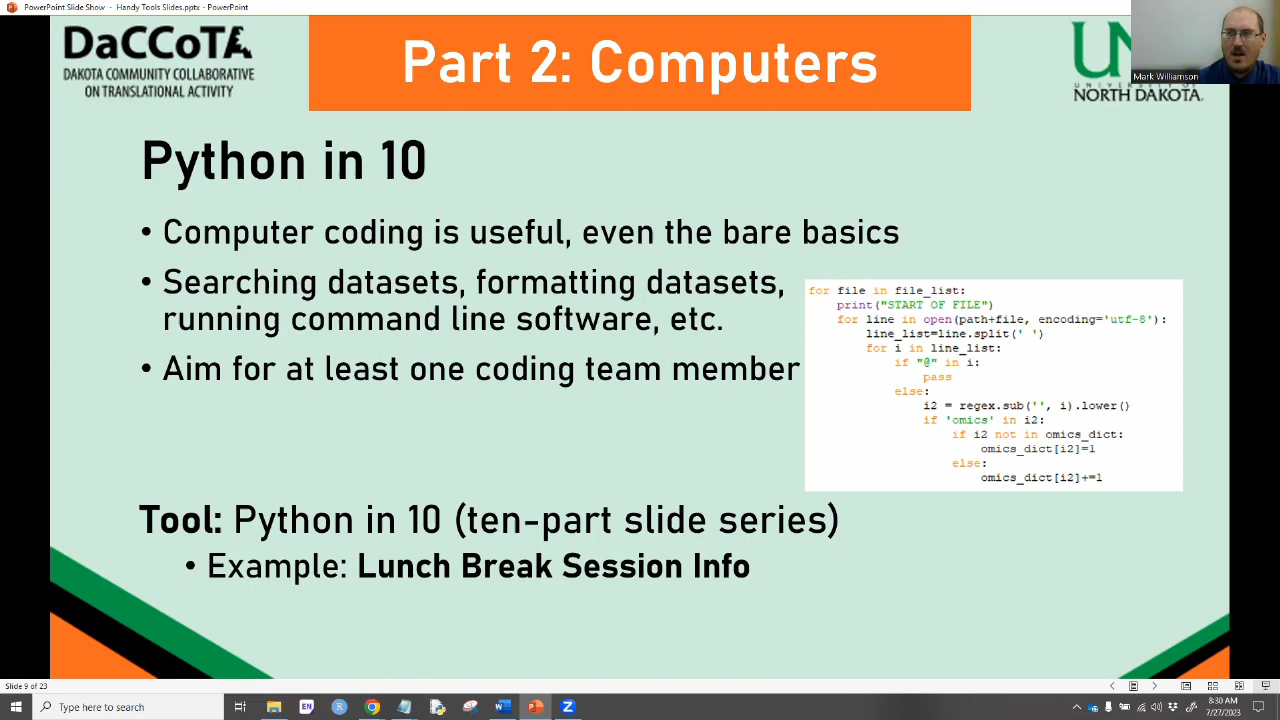 PowerPoint Slide Show - Handy Tools Slides.pptx - PowerPoint
DaCCoTA
DAKOTA COMMUNITY COLLABORATIVE
ON TRANSLATIONAL ACTIVITY
Part 2: Computers
Mark Williamson
NORTH DAKOTA.
Python in 10
• Computer coding is useful, even the bare basics
• Searching datasets, formatting datasets,
running command line software, etc.
• Aim for at least one coding team member
for file in file_list:
print("START OF FILE")
for line in open(path+file, encoding='utf-8'):
line_list=line.split(' ')
for i in line_list:
if "@" in i:
pass
else:
i2 = regex.sub('', i).lower()
if 'omics' in i2:
if i2 not in omics_dict:
omics_dict[i2]=1
else:
omics_dict[i2]+=1
Tool: Python in 10 (ten-part slide series)
• Example: Lunch Break Session Info
Slide 9 of 23
Type here to search
EN
R
8:30 AM
7/27/2023